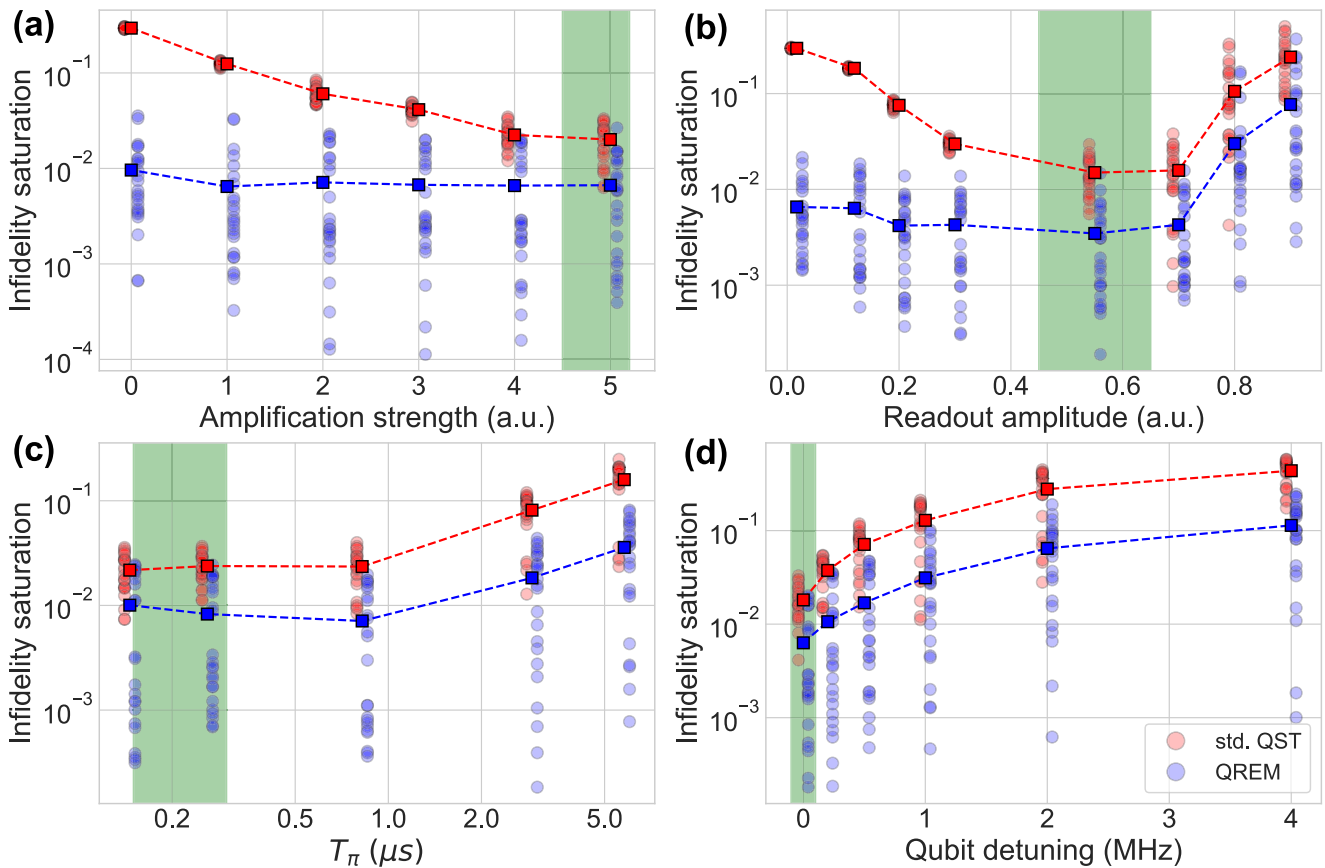 (a)
Infidelity saturation
10⁻¹
10⁻²
10⁻³
10⁻⁴
0 1 2 3 4 5
Amplification strength (a.u.)
(b)
Infidelity saturation
10⁻¹
10⁻²
10⁻³
0.0 0.2 0.4 0.6 0.8
Readout amplitude (a.u.)
(c)
Infidelity saturation
10⁻¹
10⁻²
10⁻³
0.2 0.5 1.0 2.0 5.0
T_π (μs)
(d)
Infidelity saturation
10⁻¹
10⁻²
10⁻³
0 1 2 3 4
Qubit detuning (MHz)
std. QST
QREM